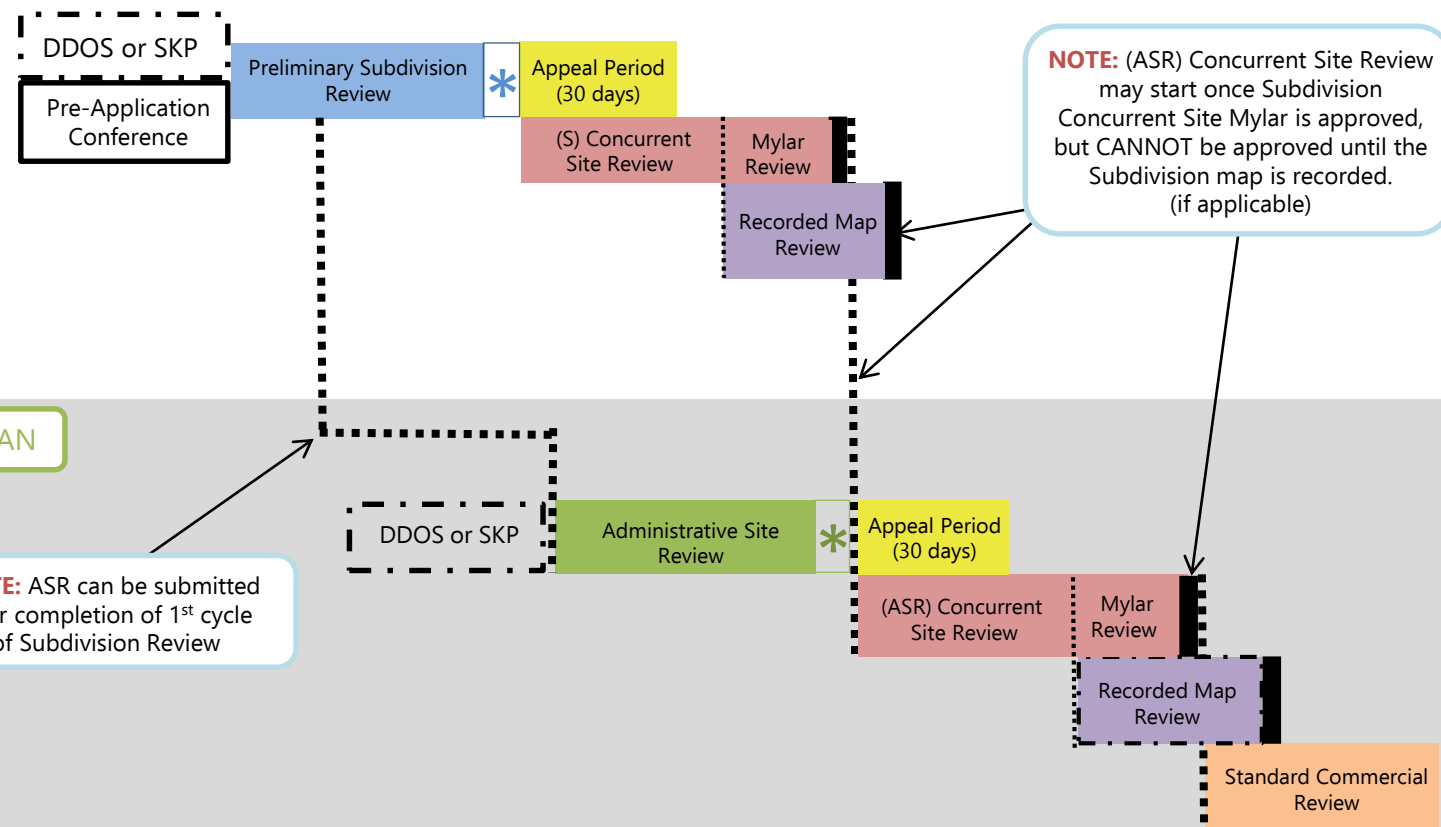 DDOS or SKP
Pre-Application
Conference
Preliminary Subdivision
Review
*
Appeal Period
(30 days)
(S) Concurrent
Site Review
Mylar
Review
Recorded Map
Review
NOTE: (ASR) Concurrent Site Review
may start once Subdivision
Concurrent Site Mylar is approved,
but CANNOT be approved until the
Subdivision map is recorded.
(if applicable)
DDOS or SKP
Administrative Site
Review
*
Appeal Period
(30 days)
ASR can be submitted
completion of 1st cycle
of Subdivision Review
(ASR) Concurrent
Site Review
Mylar
Review
Recorded Map
Review
Standard Commercial
Review